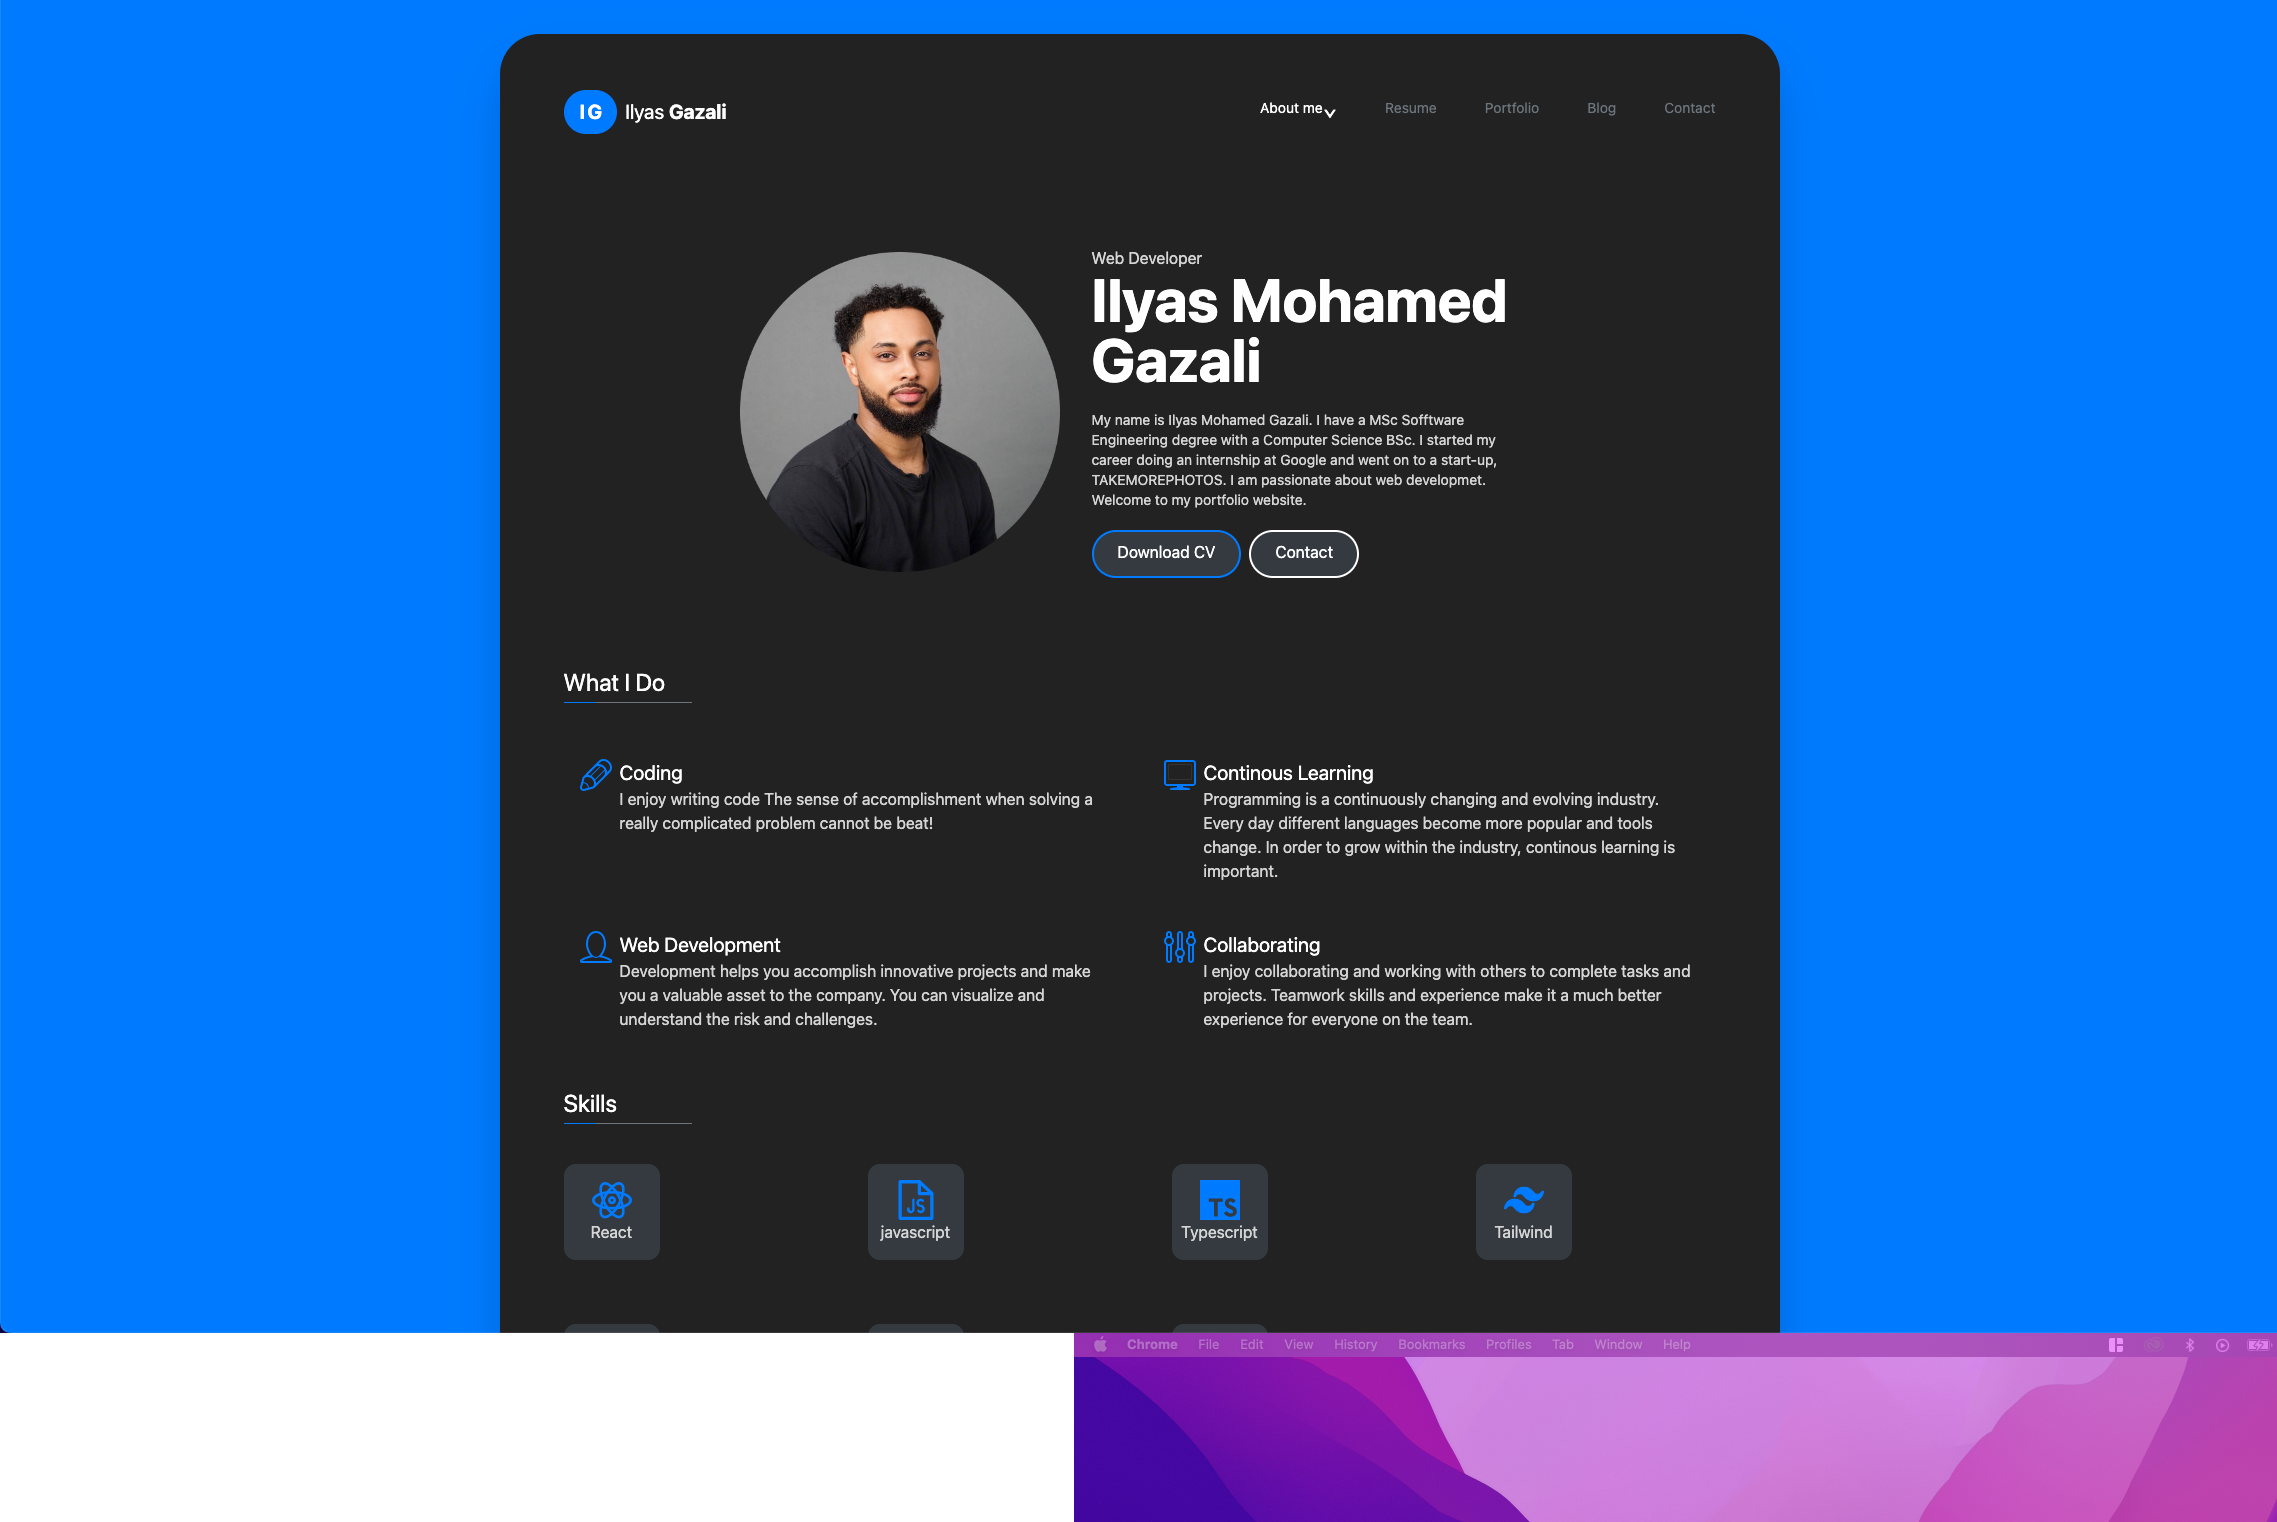 IG Ilyas Gazali
About me Resume Portfolio Blog Contact
Web Developer
Ilyas Mohamed
Gazali
My name is Ilyas Mohamed Gazali. I have a MSc Sofftware
Engineering degree with a Computer Science BSc. I started my
career doing an internship at Google and went on to a start-up,
TAKEMOREPHOTOS. I am passionate about web developmet.
Welcome to my portfolio website.
Download CV Contact
What I Do
Coding
I enjoy writing code The sense of accomplishment when solving a
really complicated problem cannot be beat!
Continous Learning
Programming is a continuously changing and evolving industry.
Every day different languages become more popular and tools
change. In order to grow within the industry, continous learning is
important.
Web Development
Development helps you accomplish innovative projects and make
you a valuable asset to the company. You can visualize and
understand the risk and challenges.
Collaborating
I enjoy collaborating and working with others to complete tasks and
projects. Teamwork skills and experience make it a much better
experience for everyone on the team.
Skills
React
JS
javascript
TS
Typescript
Tailwind
Chrome File Edit View History Bookmarks Profiles Tab Window Help